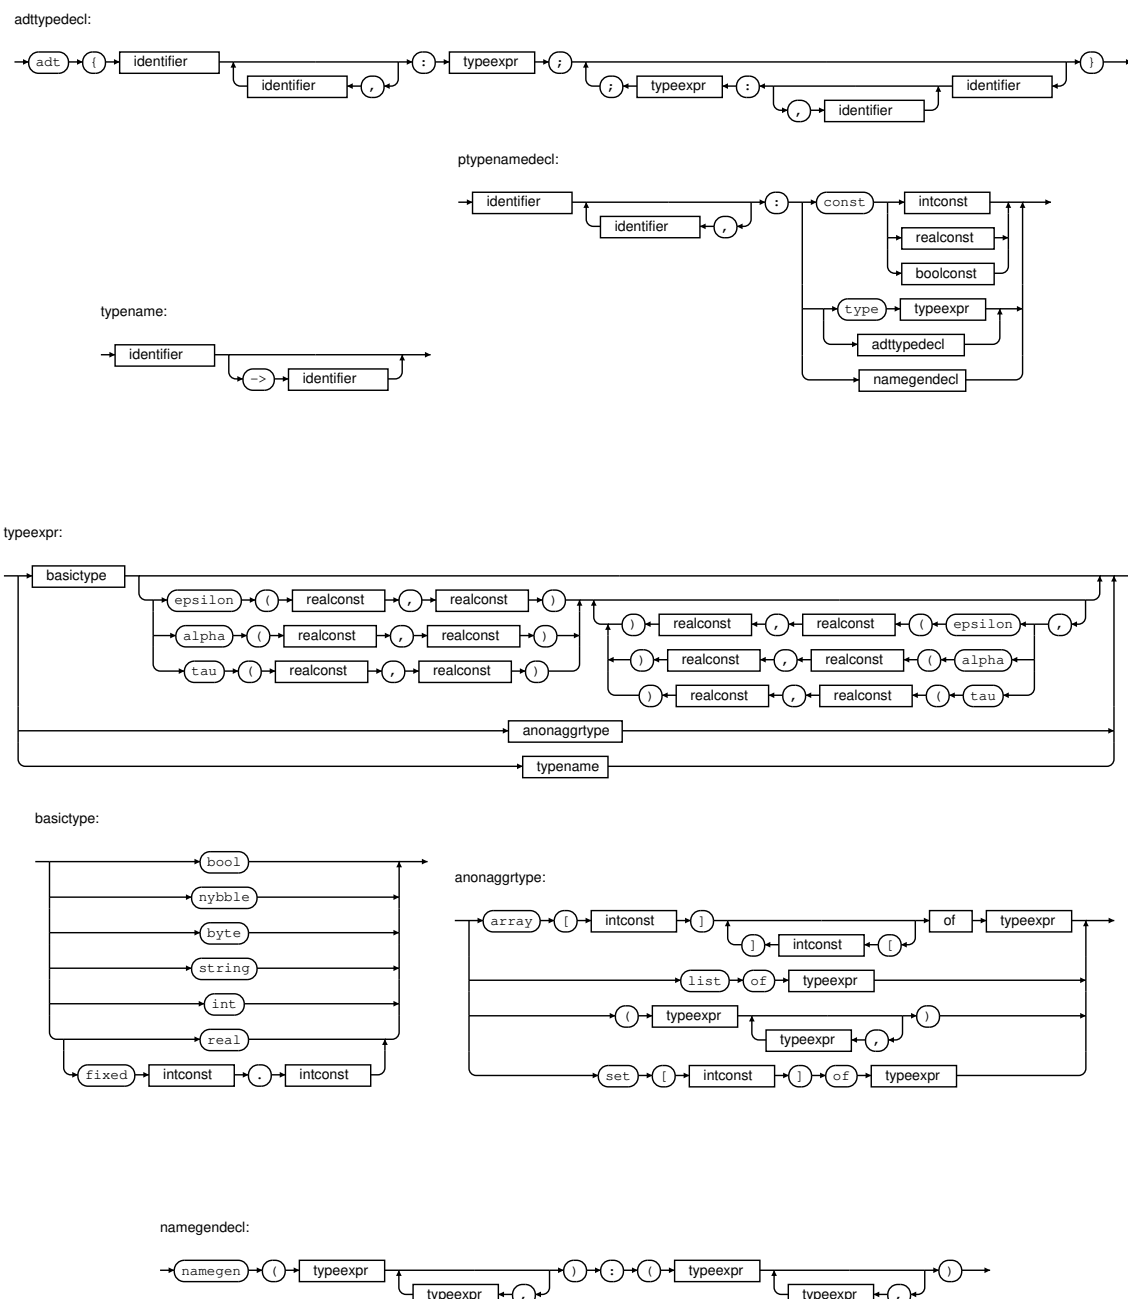 adttypedecl:
adt { identifier : typeexpr ; }
identifier , ; typeexpr : identifier
, identifier
ptypenamedecl:
identifier : const intconst
identifier , realconst
boolconst
typename:
type typeexpr
identifier adttypedecl
-> identifier namegendecl
typeexpr:
basictype
epsilon ( realconst , realconst )
) realconst , realconst ( epsilon ,
alpha ( realconst , realconst )
) realconst , realconst ( alpha
tau ( realconst , realconst )
) realconst , realconst ( tau
anonaggrtype
typename
basictype:
bool
nybble
byte
string
int
real
fixed intconst . intconst
anonaggrtype:
array [ intconst ] of typeexpr
] intconst [
list of typeexpr
( typeexpr )
typeexpr ,
set [ intconst ] of typeexpr
namegendecl:
namegen ( typeexpr ) : ( typeexpr )
typeexpr , typeexpr ,